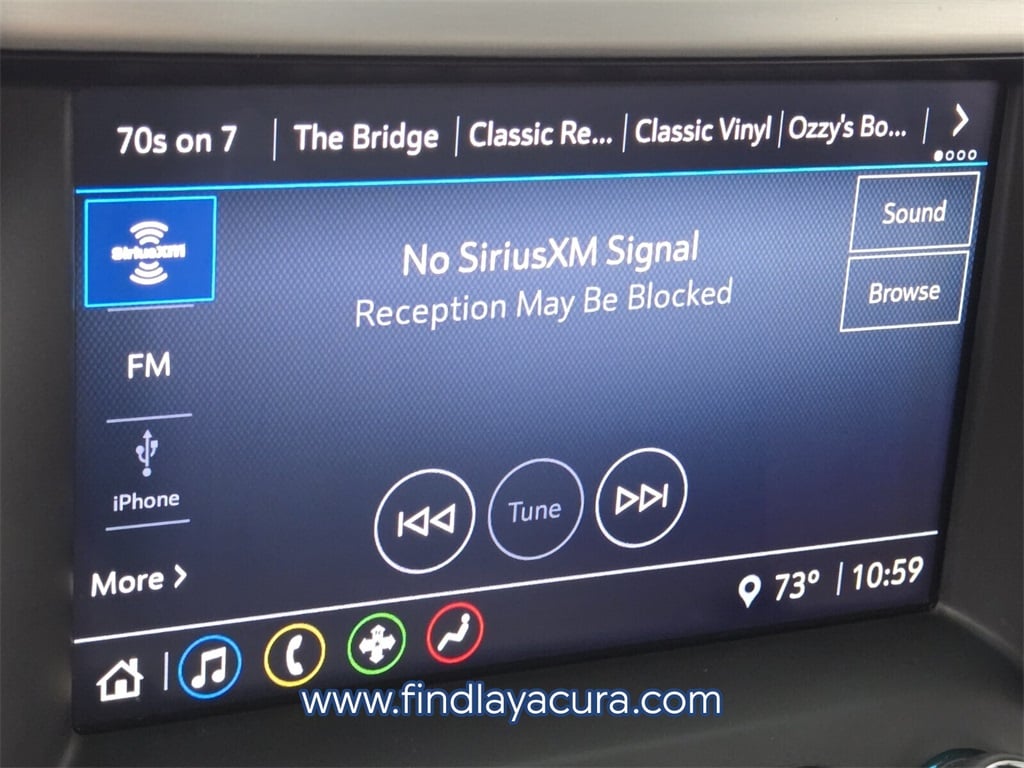 70s on 7 | The Bridge | Classic Re... | Classic Vinyl | Ozzy's Bo... |
SiriusXM
No SiriusXM Signal
Reception May Be Blocked
Sound
Browse
FM
iPhone
Tune
More
73° | 10:59
www.findlayacura.com